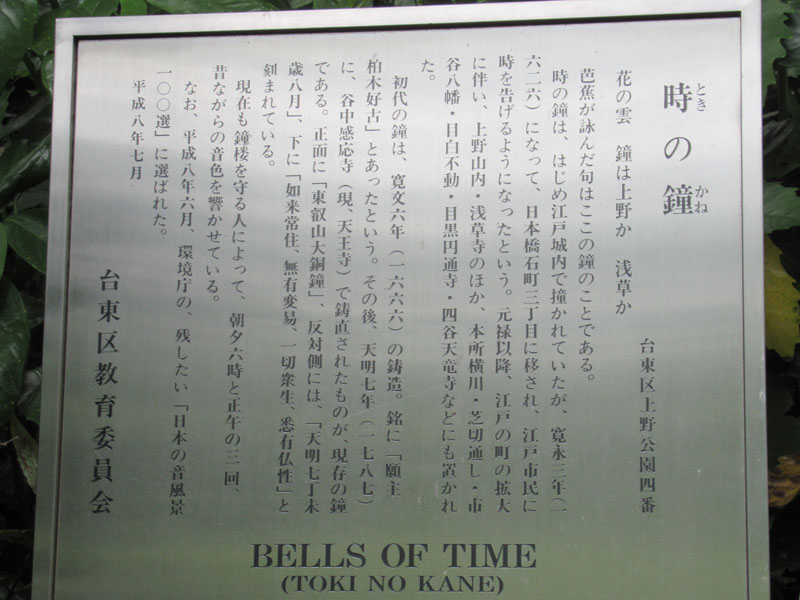 時の鐘
とき かね
台東区上野公園四番
花の雲 鐘は上野か 浅草か
芭蕉が詠んだ句はここの鐘のことである。
時の鐘は、はじめ江戸城内で撞かれていたが、寛永三年(一
六二六)になって、日本橋石町三丁目に移され、江戸市民に
時を告げるようになったという。元禄以降、江戸の町の拡大
に伴い、上野山内・浅草寺のほか、本所横川・芝切通し・市
谷八幡・目白不動・目黒円通寺・四谷天竜寺などにも置かれ
た。
初代の鐘は、寛文六年(一六六六)の鋳造。銘に「願主
柏木好古」とあったという。その後、天明七年(一七八七)
に、谷中感応寺(現、天王寺)で鋳直されたものが、現存の鐘
である。正面に「東叡山大銅鐘」、反対側には、「天明七丁未
歳八月」、下に「如来常住、無有変易、一切衆生、悉有仏性」と
刻まれている。
現在も鐘楼を守る人によって、朝夕六時と正午の三回、
昔ながらの音色を響かせている。
なお、平成八年六月、環境庁の、残したい「日本の音風景
一〇〇選」に選ばれた。
平成八年七月
台東区教育委員会
BELLS OF TIME
(TOKI NO KANE)